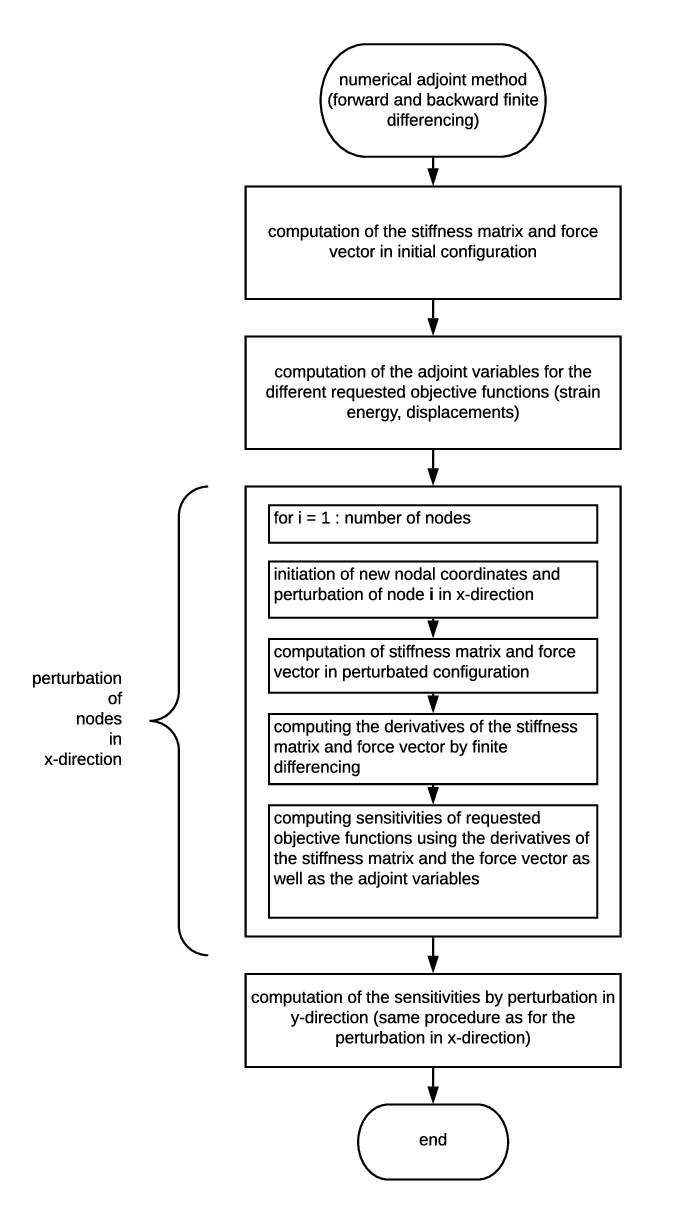 numerical adjoint method
(forward and backward finite
differencing)
computation of the stiffness matrix and force
vector in initial configuration
computation of the adjoint variables for the
different requested objective functions (strain
energy, displacements)
for i = 1 : number of nodes
initiation of new nodal coordinates and
perturbation of node i in x-direction
computation of stiffness matrix and force
vector in perturbated configuration
computing the derivatives of the stiffness
matrix and force vector by finite
differencing
computing sensitivities of requested
objective functions using the derivatives of
the stiffness matrix and the force vector as
well as the adjoint variables
perturbation
of
nodes
in
x-direction
computation of the sensitivities by perturbation in
y-direction (same procedure as for the
perturbation in x-direction)
end